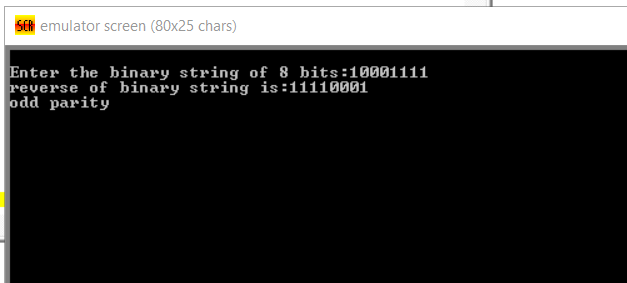 SCR emulator screen (80x25 chars)
Enter the binary string of 8 bits:10001111
reverse of binary string is:11110001
odd parity